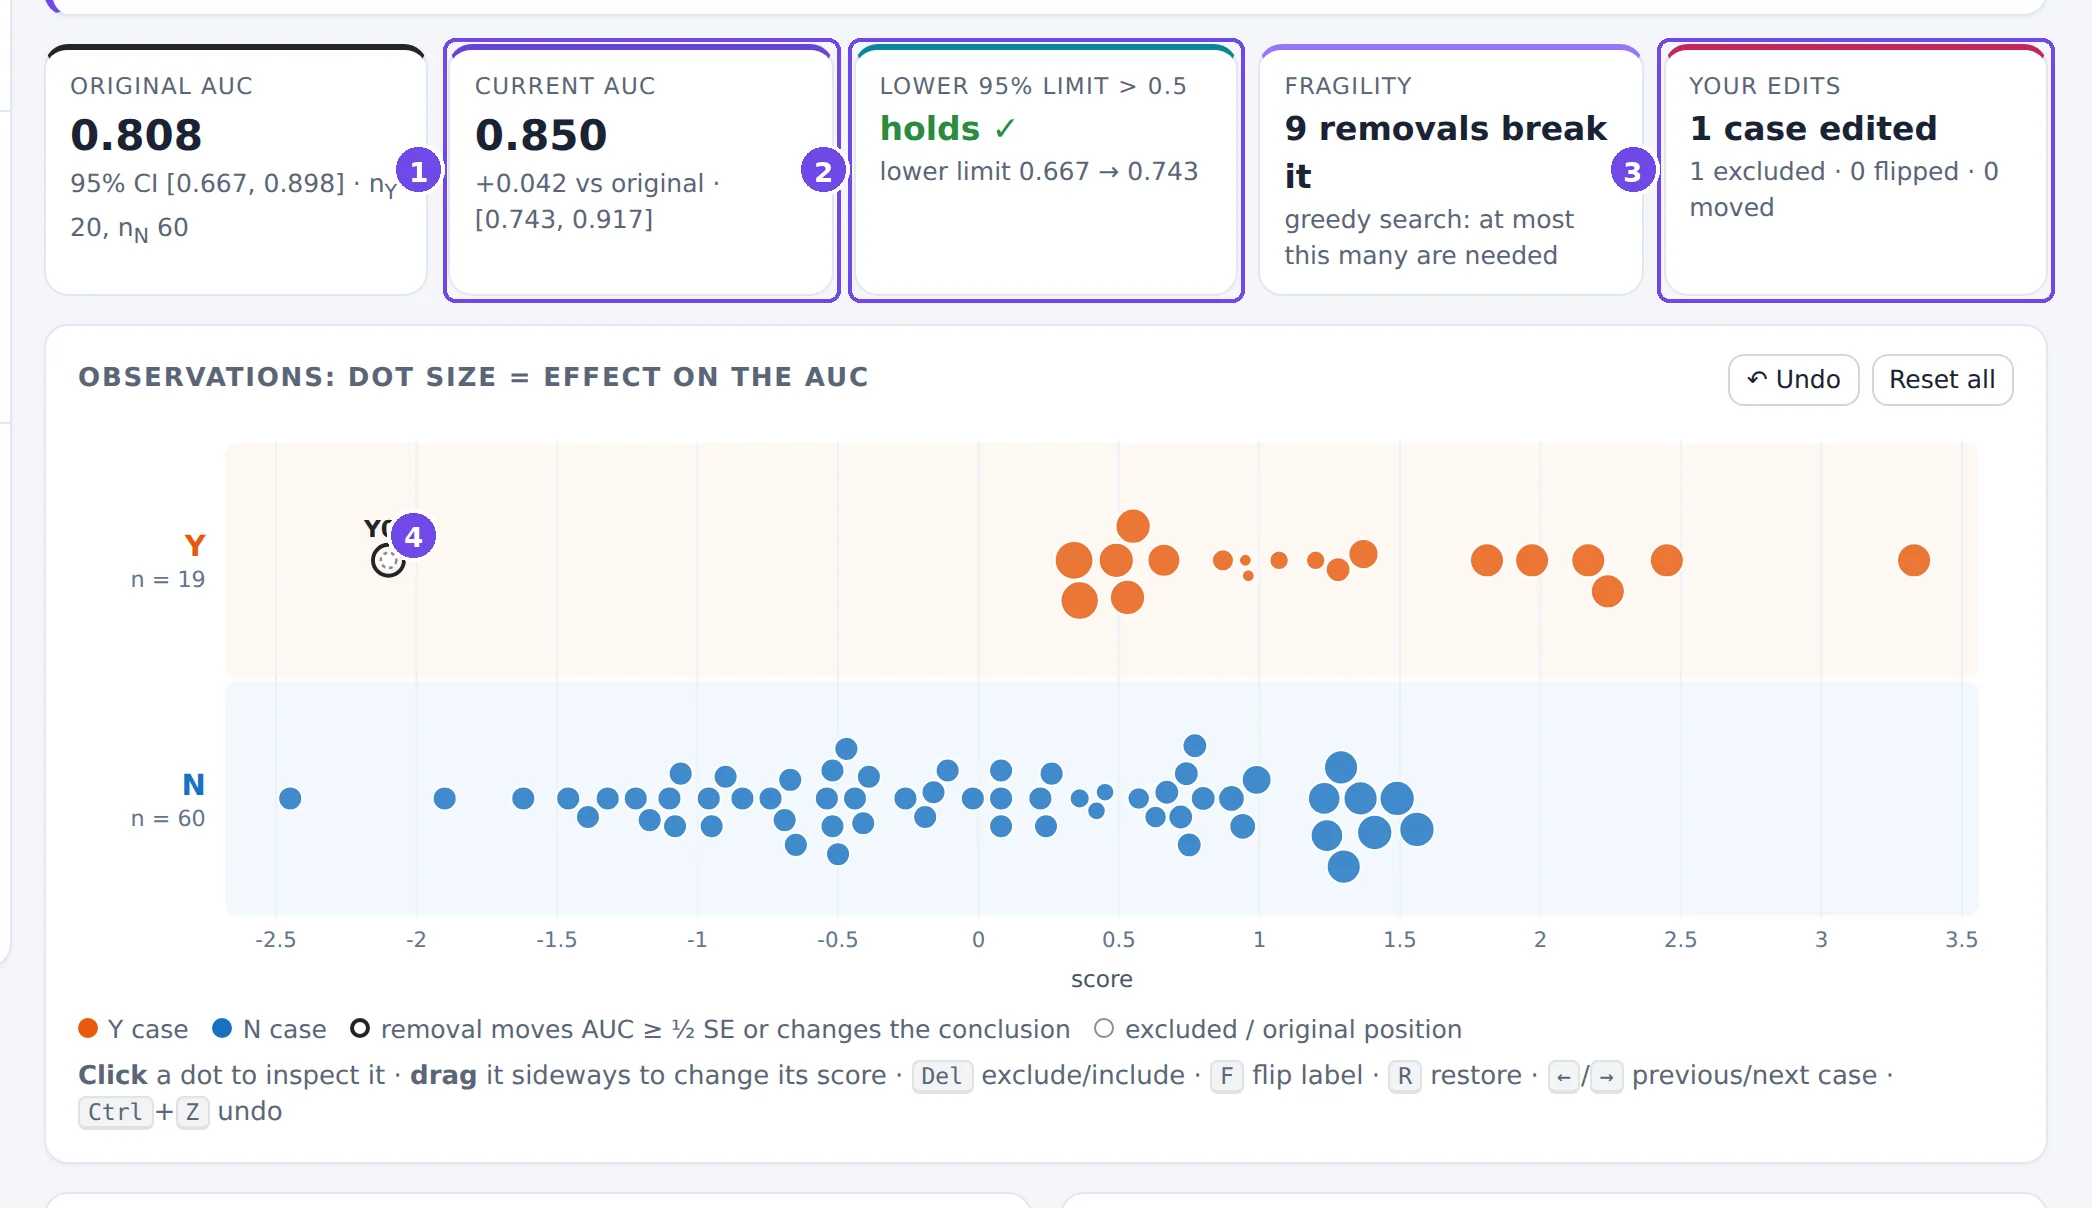 ORIGINAL AUC
0.808
95% CI [0.667, 0.898] · nY
20, nN 60
1
CURRENT AUC
0.850
+0.042 vs original ·
[0.743, 0.917]
2
LOWER 95% LIMIT > 0.5
holds ✓
lower limit 0.667 → 0.743
FRAGILITY
9 removals break
it
greedy search: at most
this many are needed
3
YOUR EDITS
1 case edited
1 excluded · 0 flipped · 0
moved
OBSERVATIONS: DOT SIZE = EFFECT ON THE AUC
↶ Undo
Reset all
4
Y
n = 19
N
n = 60
-2.5 -2 -1.5 -1 -0.5 0 0.5 1 1.5 2 2.5 3 3.5
score
Y case N case removal moves AUC ≥ ½ SE or changes the conclusion excluded / original position
Click a dot to inspect it · drag it sideways to change its score · Del exclude/include · F flip label · R restore · ←/→ previous/next case ·
Ctrl+Z undo